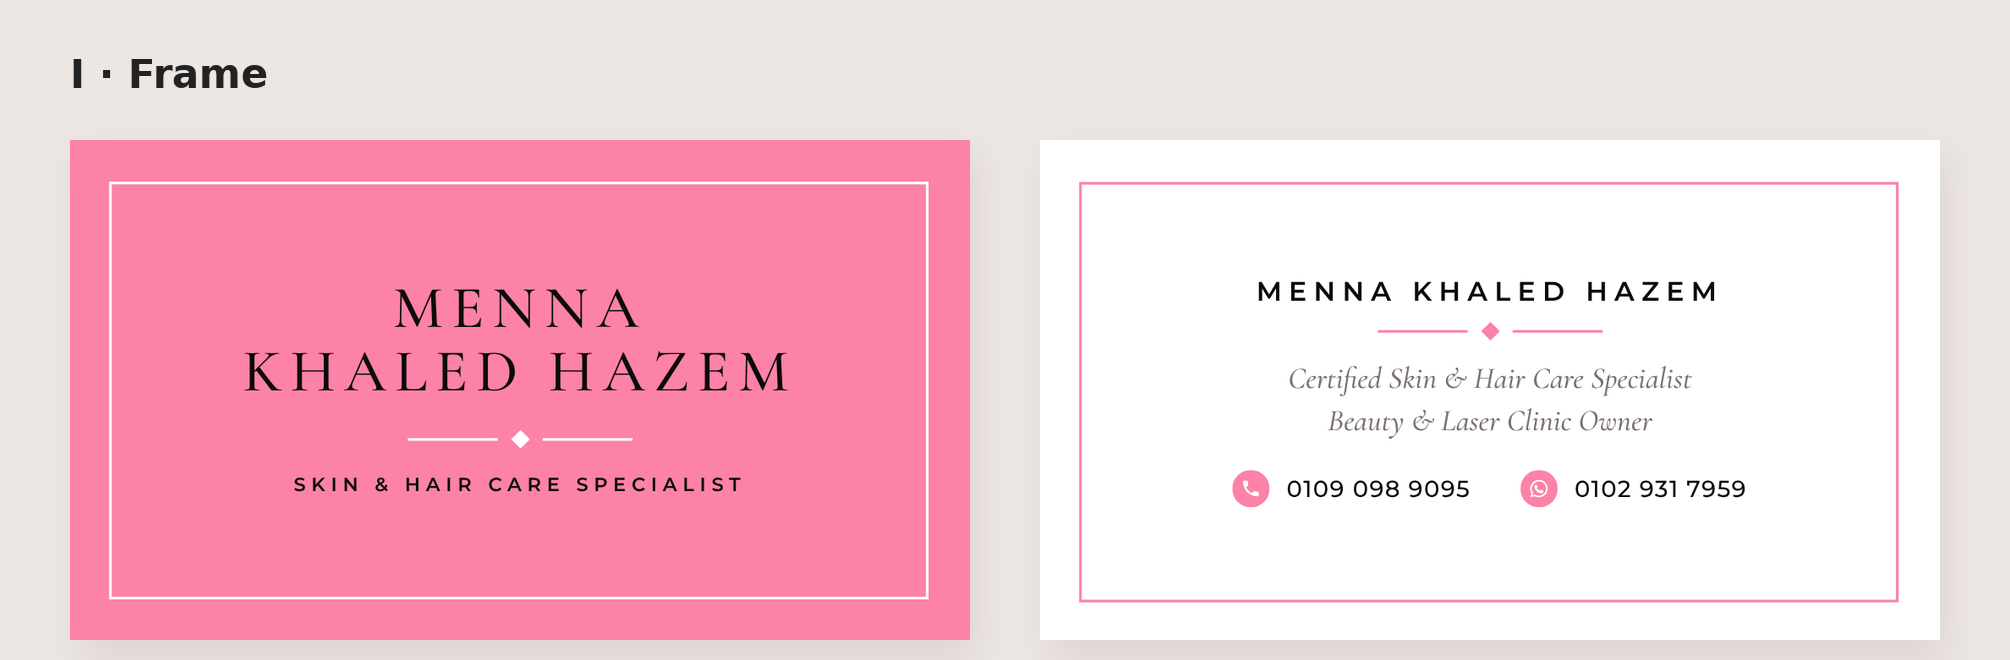 I · Frame
MENNA
KHALED HAZEM
SKIN & HAIR CARE SPECIALIST
MENNA KHALED HAZEM
Certified Skin & Hair Care Specialist
Beauty & Laser Clinic Owner
0109 098 9095 0102 931 7959